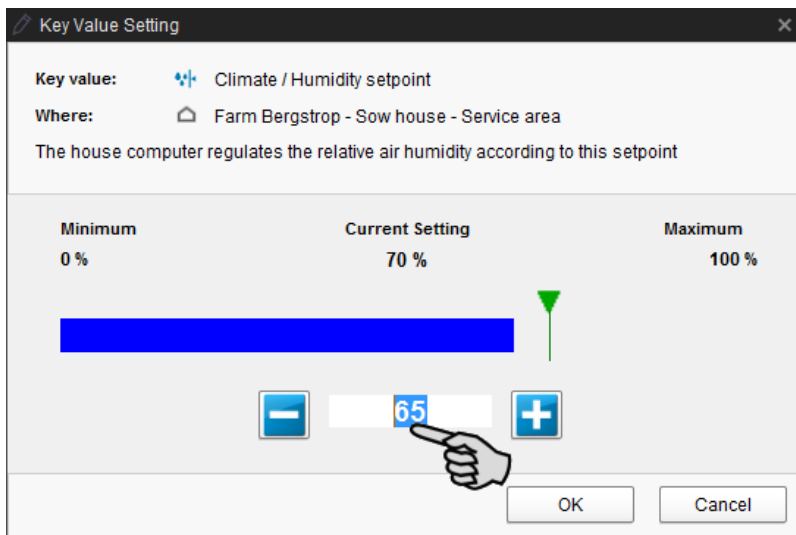 Key Value Setting
Key value: Climate / Humidity setpoint
Where: Farm Bergstrop - Sow house - Service area
The house computer regulates the relative air humidity according to this setpoint
Minimum Current Setting Maximum
0 % 70 % 100 %
65
OK Cancel